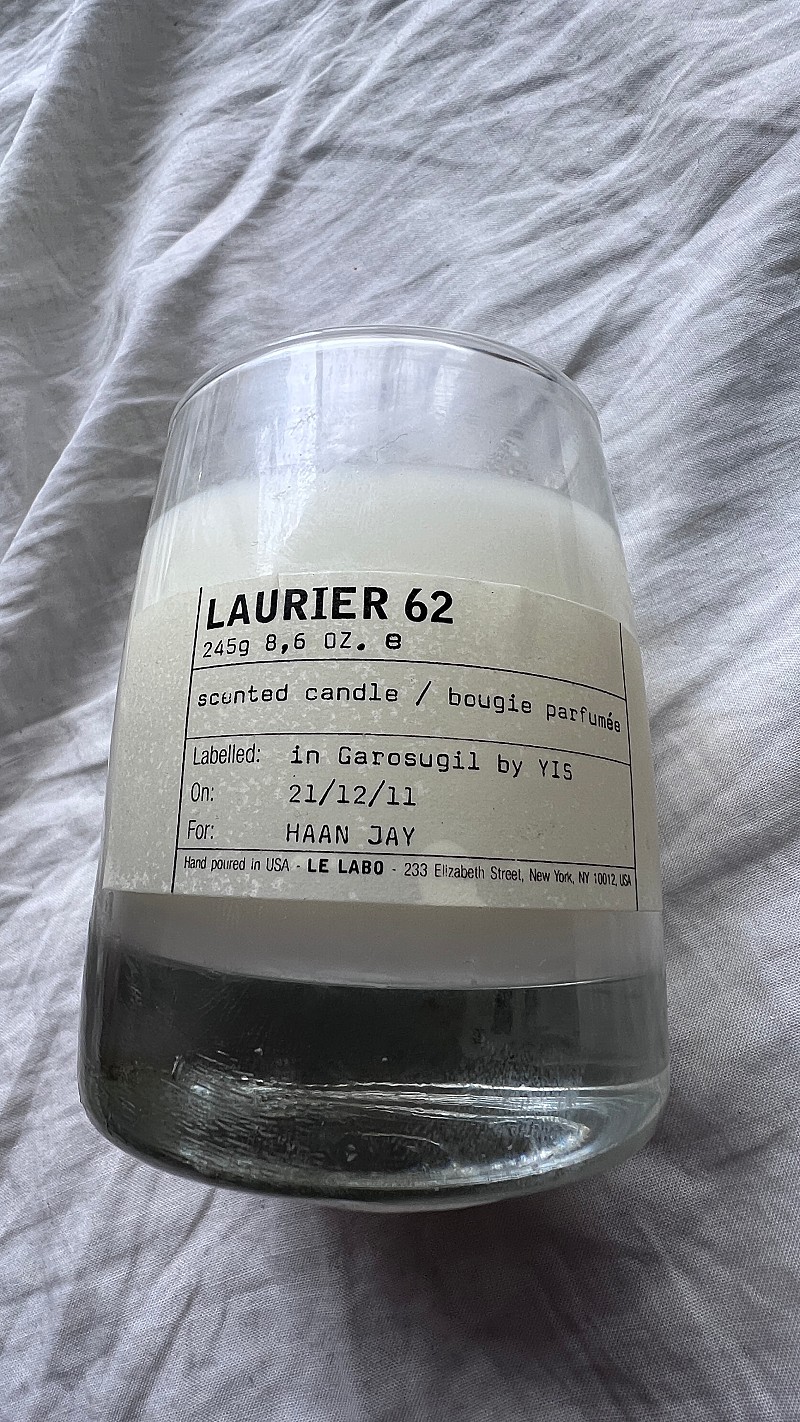 LAURIER 62
245g 8,6 OZ. ℮
scented candle / bougie parfumée
Labelled: in Garosugil by YIS
On: 21/12/11
For: HAAN JAY
Hand poured in USA - LE LABO - 233 Elizabeth Street, New York, NY 10012, USA